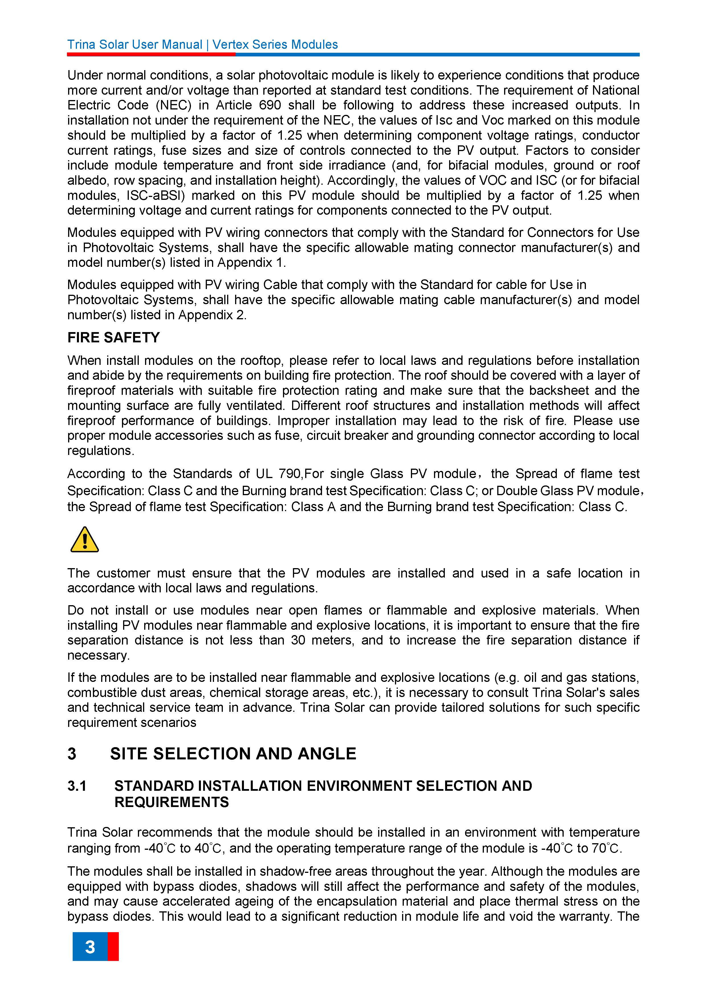 Trina Solar User Manual | Vertex Series Modules
Under normal conditions, a solar photovoltaic module is likely to experience conditions that produce
more current and/or voltage than reported at standard test conditions. The requirement of National
Electric Code (NEC) in Article 690 shall be following to address these increased outputs. In
installation not under the requirement of the NEC, the values of Isc and Voc marked on this module
should be multiplied by a factor of 1.25 when determining component voltage ratings, conductor
current ratings, fuse sizes and size of controls connected to the PV output. Factors to consider
include module temperature and front side irradiance (and, for bifacial modules, ground or roof
albedo, row spacing, and installation height). Accordingly, the values of VOC and ISC (or for bifacial
modules, ISC-aBSI) marked on this PV module should be multiplied by a factor of 1.25 when
determining voltage and current ratings for components connected to the PV output.
Modules equipped with PV wiring connectors that comply with the Standard for Connectors for Use
in Photovoltaic Systems, shall have the specific allowable mating connector manufacturer(s) and
model number(s) listed in Appendix 1.
Modules equipped with PV wiring Cable that comply with the Standard for cable for Use in
Photovoltaic Systems, shall have the specific allowable mating cable manufacturer(s) and model
number(s) listed in Appendix 2.
FIRE SAFETY
When install modules on the rooftop, please refer to local laws and regulations before installation
and abide by the requirements on building fire protection. The roof should be covered with a layer of
fireproof materials with suitable fire protection rating and make sure that the backsheet and the
mounting surface are fully ventilated. Different roof structures and installation methods will affect
fireproof performance of buildings. Improper installation may lead to the risk of fire. Please use
proper module accessories such as fuse, circuit breaker and grounding connector according to local
regulations.
According to the Standards of UL 790,For single Glass PV module，the Spread of flame test
Specification: Class C and the Burning brand test Specification: Class C; or Double Glass PV module，
the Spread of flame test Specification: Class A and the Burning brand test Specification: Class C.
The customer must ensure that the PV modules are installed and used in a safe location in
accordance with local laws and regulations.
Do not install or use modules near open flames or flammable and explosive materials. When
installing PV modules near flammable and explosive locations, it is important to ensure that the fire
separation distance is not less than 30 meters, and to increase the fire separation distance if
necessary.
If the modules are to be installed near flammable and explosive locations (e.g. oil and gas stations,
combustible dust areas, chemical storage areas, etc.), it is necessary to consult Trina Solar's sales
and technical service team in advance. Trina Solar can provide tailored solutions for such specific
requirement scenarios
3 SITE SELECTION AND ANGLE
3.1 STANDARD INSTALLATION ENVIRONMENT SELECTION AND
REQUIREMENTS
Trina Solar recommends that the module should be installed in an environment with temperature
ranging from -40℃ to 40℃, and the operating temperature range of the module is -40℃ to 70℃.
The modules shall be installed in shadow-free areas throughout the year. Although the modules are
equipped with bypass diodes, shadows will still affect the performance and safety of the modules,
and may cause accelerated ageing of the encapsulation material and place thermal stress on the
bypass diodes. This would lead to a significant reduction in module life and void the warranty. The
3